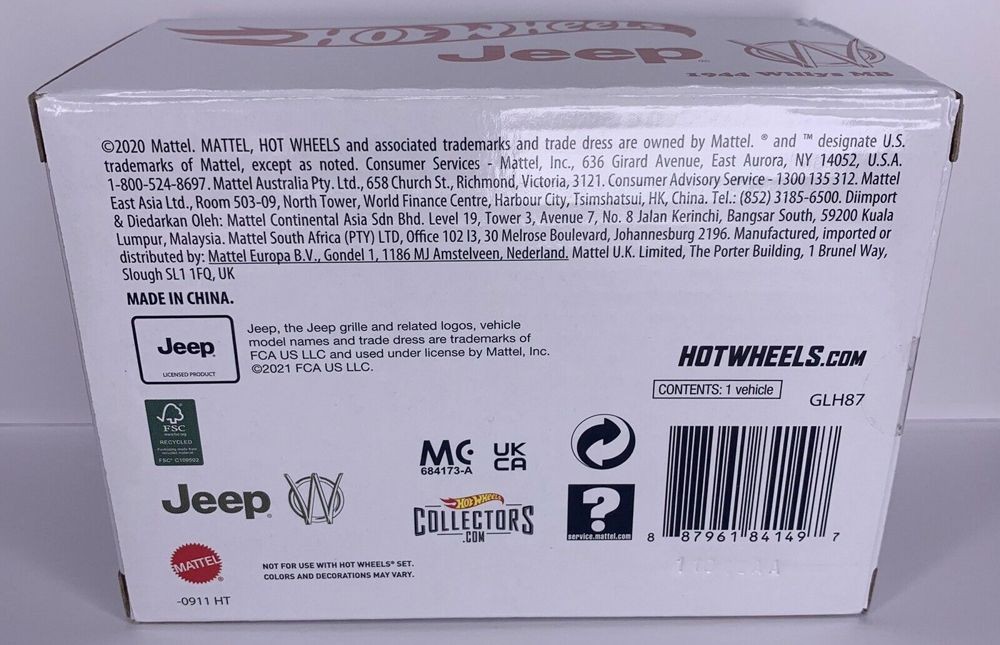 HOT WHEELS
Jeep
1944 Willys MB
©2020 Mattel. MATTEL, HOT WHEELS and associated trademarks and trade dress are owned by Mattel. ® and ™ designate U.S.
trademarks of Mattel, except as noted. Consumer Services - Mattel, Inc., 636 Girard Avenue, East Aurora, NY 14052, U.S.A.
1-800-524-8697. Mattel Australia Pty. Ltd., 658 Church St., Richmond, Victoria, 3121. Consumer Advisory Service - 1300 135 312. Mattel
East Asia Ltd., Room 503-09, North Tower, World Finance Centre, Harbour City, Tsimshatsui, HK, China. Tel.: (852) 3185-6500. Diimport
& Diedarkan Oleh: Mattel Continental Asia Sdn Bhd. Level 19, Tower 3, Avenue 7, No. 8 Jalan Kerinchi, Bangsar South, 59200 Kuala
Lumpur, Malaysia. Mattel South Africa (PTY) LTD, Office 102 I3, 30 Melrose Boulevard, Johannesburg 2196. Manufactured, imported or
distributed by: Mattel Europa B.V., Gondel 1, 1186 MJ Amstelveen, Nederland. Mattel U.K. Limited, The Porter Building, 1 Brunel Way,
Slough SL1 1FQ, UK
MADE IN CHINA.
Jeep
LICENSED PRODUCT
Jeep, the Jeep grille and related logos, vehicle
model names and trade dress are trademarks of
FCA US LLC and used under license by Mattel, Inc.
©2021 FCA US LLC.
HOTWHEELS.COM
CONTENTS: 1 vehicle
GLH87
FSC
www.fsc.org
RECYCLED
Packaging made from
recycled material
FSC® C109502
MC
684173-A
UK
CA
Jeep®
W
HOT WHEELS
COLLECTORS
.COM
?
service.mattel.com
8 87961 84149 7
MATTEL®
NOT FOR USE WITH HOT WHEELS® SET.
COLORS AND DECORATIONS MAY VARY.
-0911 HT